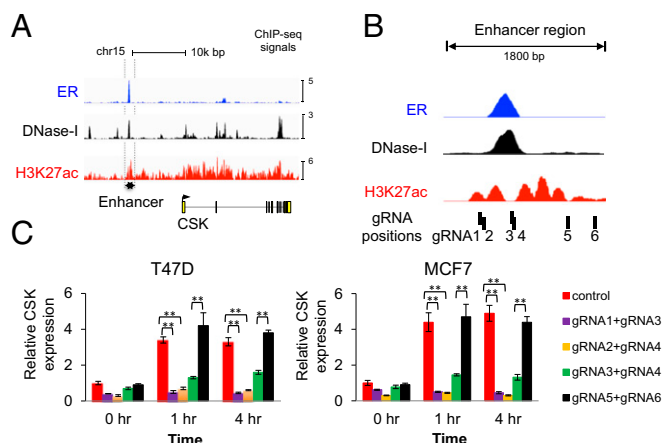 A
chr15
10k bp
ChIP-seq
signals
ER
5
DNase-I
3
H3K27ac
6
Enhancer
CSK
B
Enhancer region
1800 bp
ER
DNase-I
H3K27ac
gRNA
positions
gRNA1 2 3 4 5 6
C
T47D
Relative CSK
expression
6
4
2
0
** ** ** ** ** **
0 hr 1 hr 4 hr
Time
MCF7
Relative CSK
expression
6
4
2
0
** ** ** ** ** **
0 hr 1 hr 4 hr
Time
control
gRNA1+gRNA3
gRNA2+gRNA4
gRNA3+gRNA4
gRNA5+gRNA6